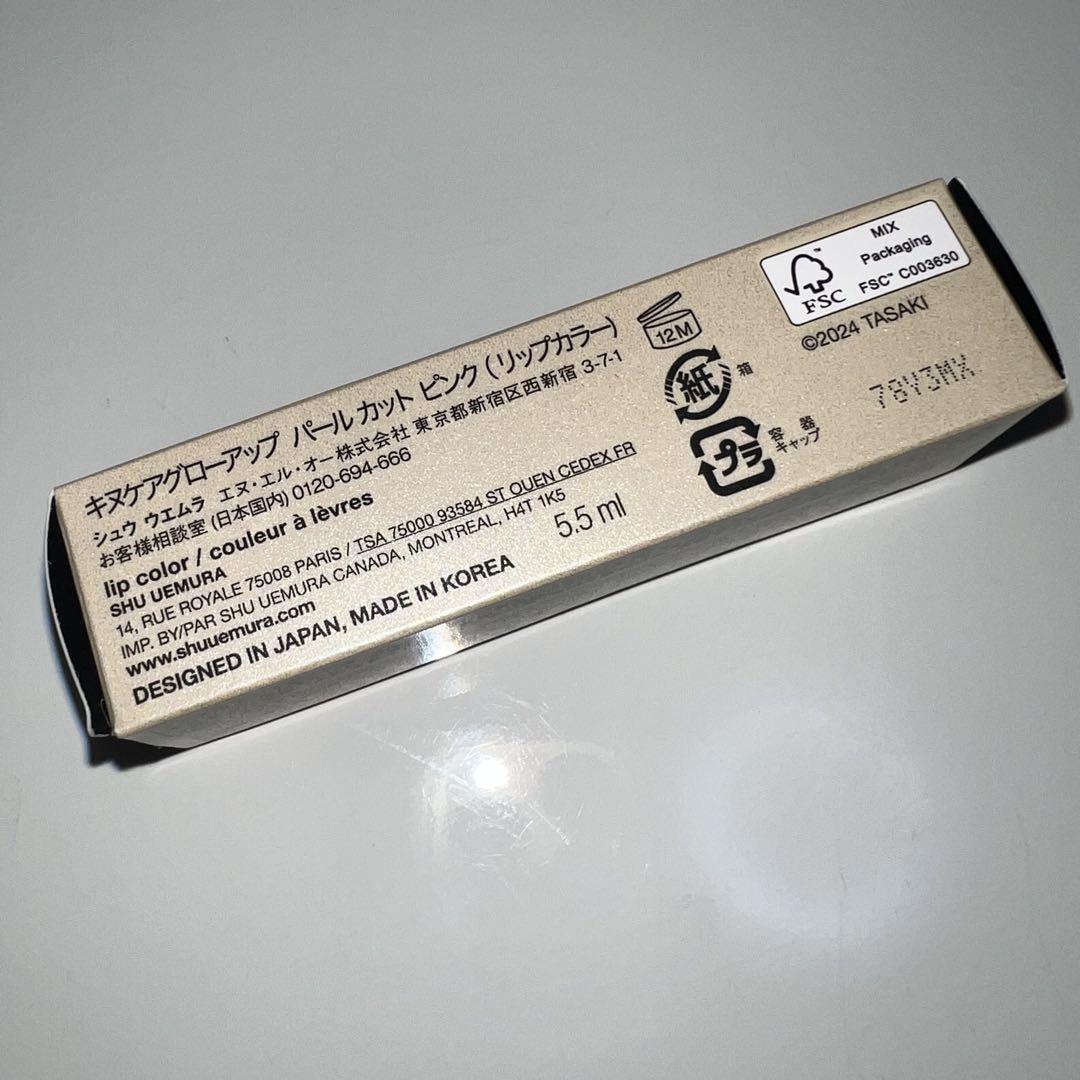 キヌケアグローアップ パールカット ピンク (リップカラー)
シュウ ウエムラ エヌ・エル・オー株式会社 東京都新宿区西新宿 3-7-1
お客様相談室 (日本国内) 0120-694-666
lip color / couleur à lèvres
SHU UEMURA
14, RUE ROYALE 75008 PARIS / TSA 75000 93584 ST OUEN CEDEX FR
IMP. BY/PAR SHU UEMURA CANADA, MONTREAL, H4T 1K5
www.shuuemura.com
DESIGNED IN JAPAN, MADE IN KOREA
5.5 ml
12M
紙
箱
プラ
容器
キャップ
FSC
MIX
Packaging
FSC™ C003630
©2024 TASAKI
78Y3MX